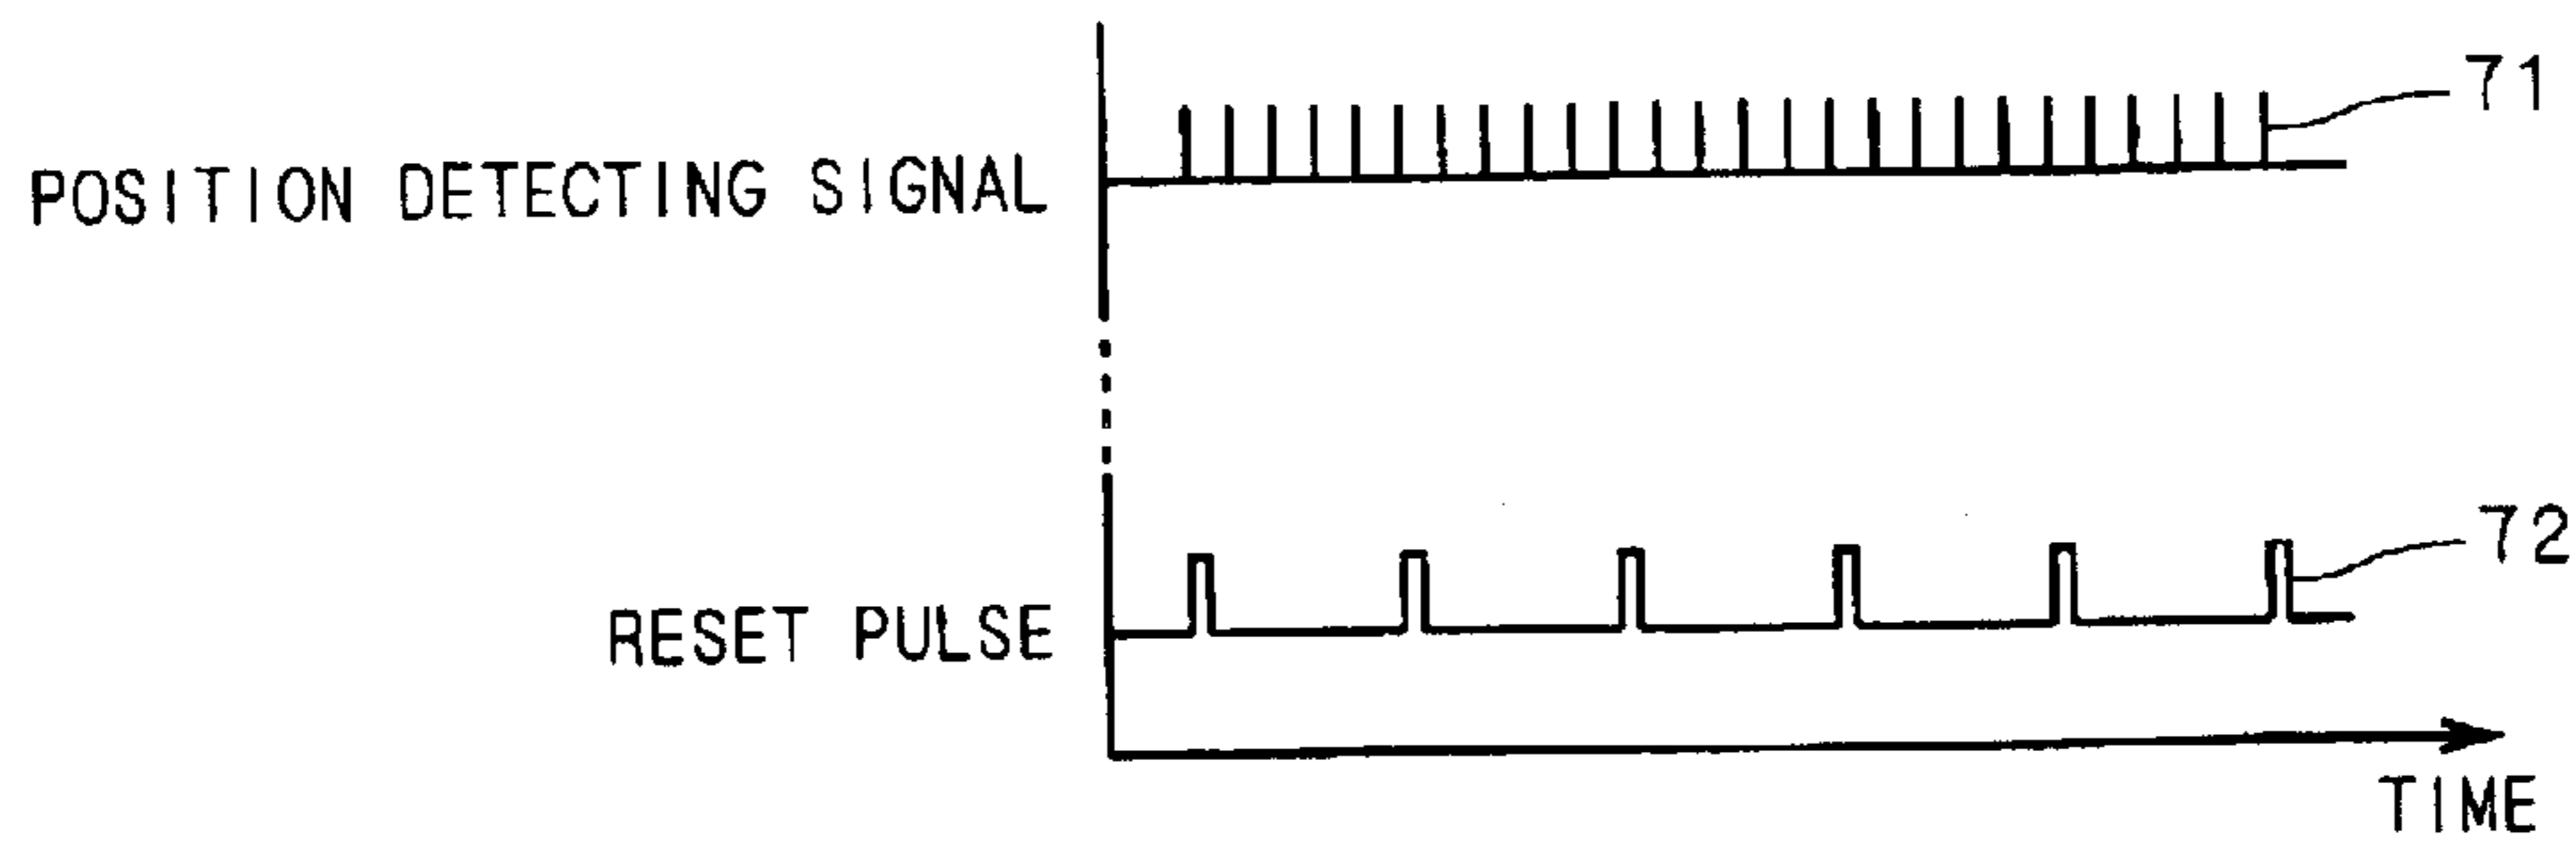 71
POSITION DETECTING SIGNAL
72
RESET PULSE
TIME